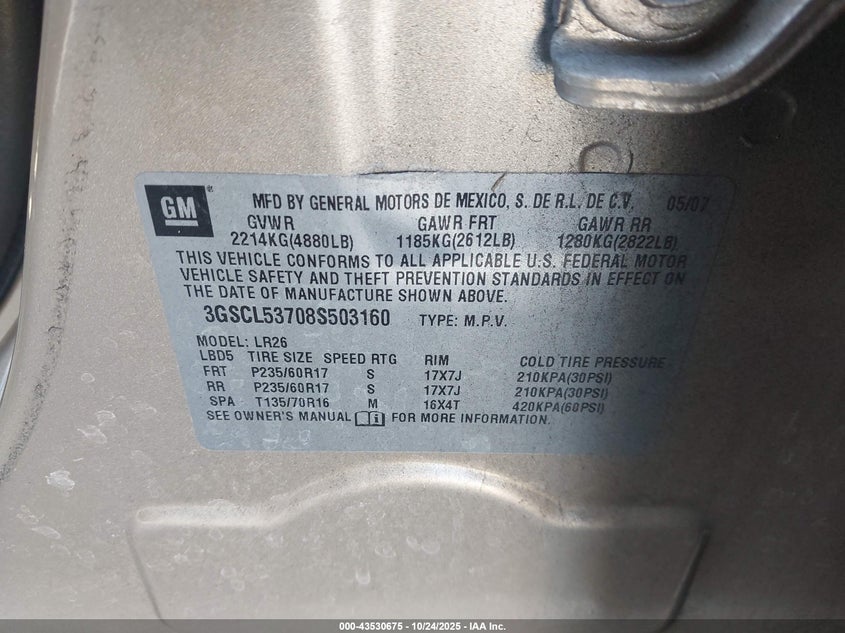 GM ® MFD BY GENERAL MOTORS DE MEXICO, S. DE R.L. DE C.V. 05/07
GVWR GAWR FRT GAWR RR
2214KG(4880LB) 1185KG(2612LB) 1280KG(2822LB)
THIS VEHICLE CONFORMS TO ALL APPLICABLE U.S. FEDERAL MOTOR
VEHICLE SAFETY AND THEFT PREVENTION STANDARDS IN EFFECT ON
THE DATE OF MANUFACTURE SHOWN ABOVE.
3GSCL53708S503160 TYPE: M.P.V.
MODEL: LR26
LBD5 TIRE SIZE SPEED RTG RIM COLD TIRE PRESSURE
FRT P235/60R17 S 17X7J 210KPA(30PSI)
RR P235/60R17 S 17X7J 210KPA(30PSI)
SPA T135/70R16 M 16X4T 420KPA(60PSI)
SEE OWNER'S MANUAL FOR MORE INFORMATION.
000-43530675 - 10/24/2025 - IAA Inc.